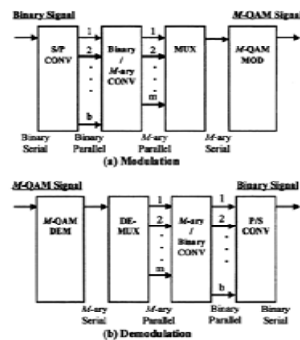 Binary Signal
M-QAM Signal
S/P
CONV
1
2
b
Binary
/
M-ary
CONV
1
2
m
MUX
M-QAM
MOD
Binary
Serial
Binary
Parallel
M-ary
Parallel
M-ary
Serial
(a) Modulation
M-QAM Signal
Binary Signal
M-QAM
DEM
DE-
MUX
1
2
m
M-ary
/
Binary
CONV
1
2
b
P/S
CONV
M-ary
Serial
M-ary
Parallel
Binary
Parallel
Binary
Serial
(b) Demodulation